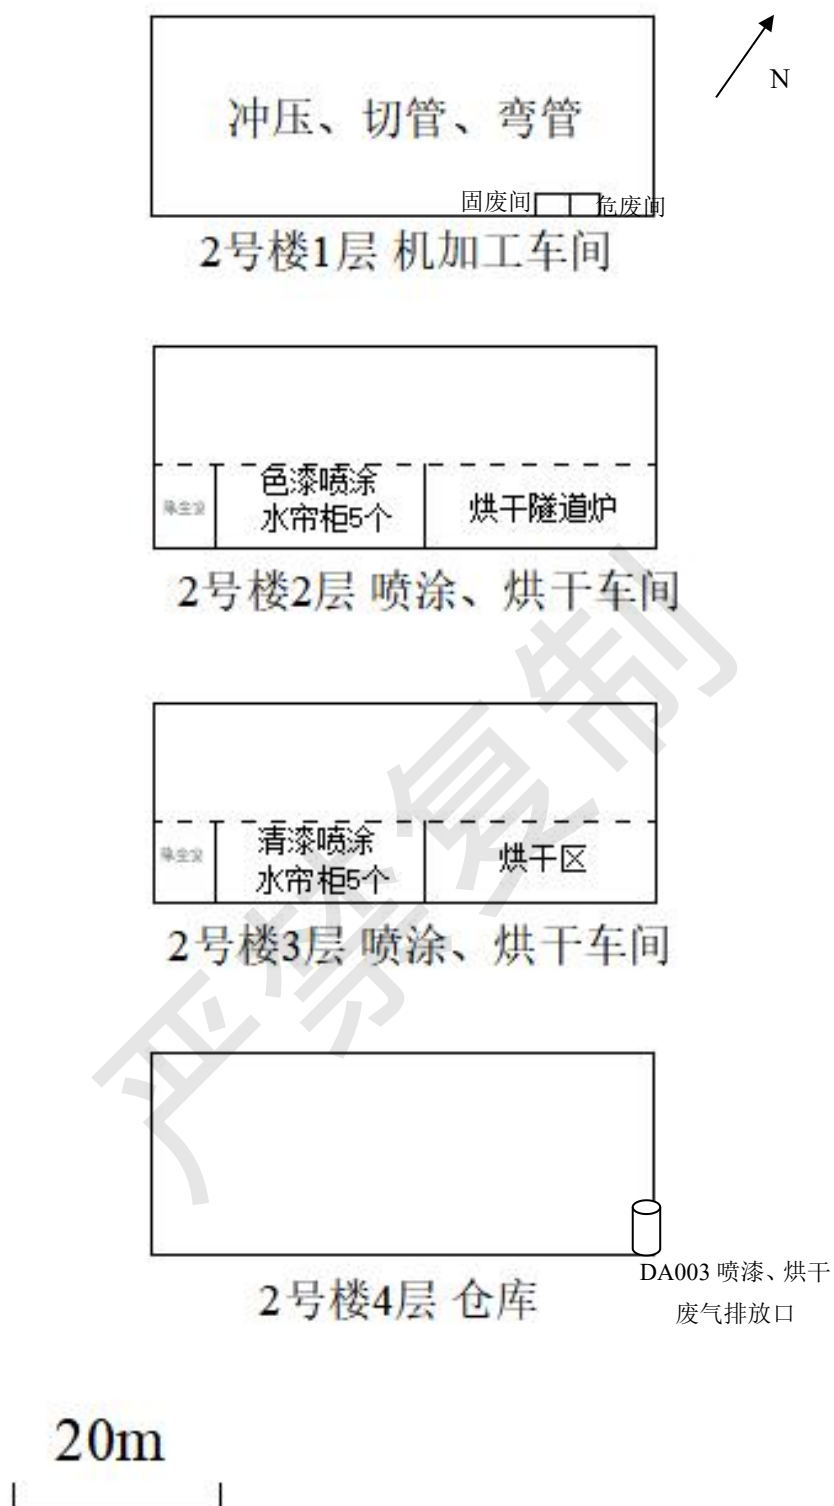 N
冲压、切管、弯管
固废间
危废间
2号楼1层 机加工车间
色漆喷涂
水帘柜5个
烘干隧道炉
2号楼2层 喷涂、烘干车间
清漆喷涂
水帘柜5个
烘干区
2号楼3层 喷涂、烘干车间
DA003 喷漆、烘干
废气排放口
2号楼4层 仓库
20m
严禁复制